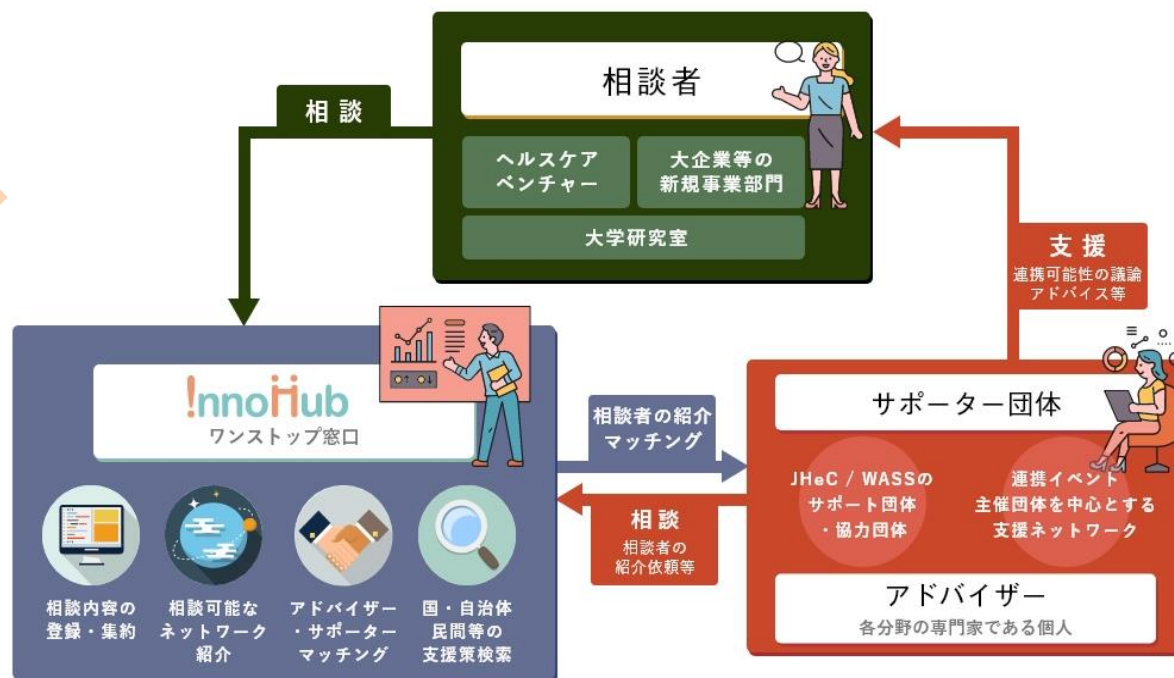 相談者
相談
ヘルスケア
ベンチャー
大企業等の
新規事業部門
大学研究室
支援
連携可能性の議論
アドバイス等
InnoHub
ワンストップ窓口
相談内容の
登録・集約
相談可能な
ネットワーク
紹介
アドバイザー
・サポーター
マッチング
国・自治体
民間等の
支援策検索
相談者の紹介
マッチング
相談
相談者の
紹介依頼等
サポーター団体
JHeC / WASSの
サポート団体
・協力団体
連携イベント
主催団体を中心とする
支援ネットワーク
アドバイザー
各分野の専門家である個人